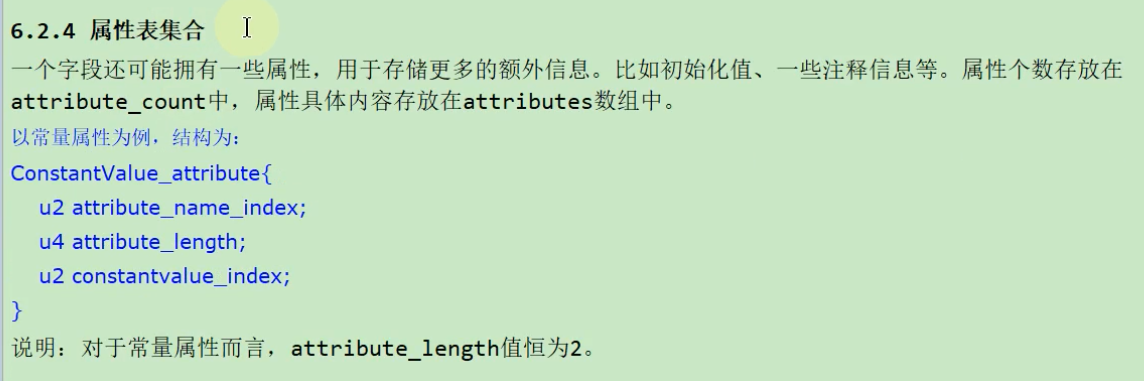 6.2.4 属性表集合
一个字段还可能拥有一些属性，用于存储更多的额外信息。比如初始化值、一些注释信息等。属性个数存放在
attribute_count中，属性具体内容存放在attributes数组中。
以常量属性为例，结构为：
ConstantValue_attribute{
u2 attribute_name_index;
u4 attribute_length;
u2 constantvalue_index;
}
说明：对于常量属性而言，attribute_length值恒为2。